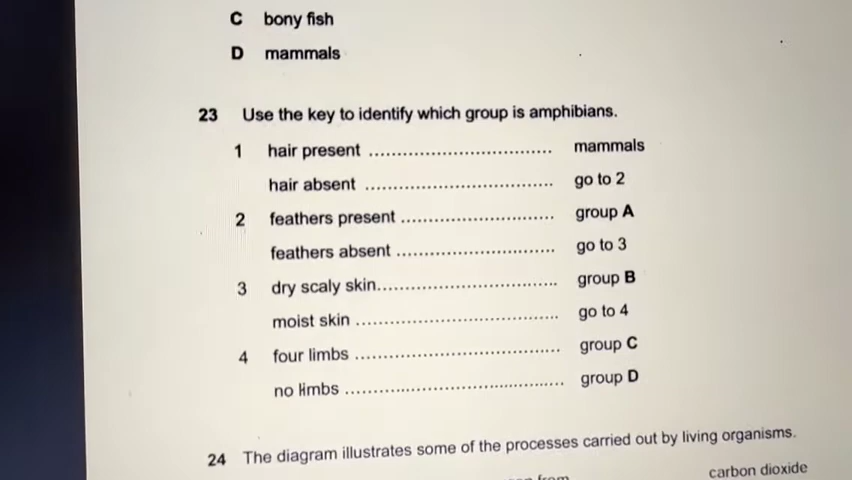 C bony fish
D mammals
23 Use the key to identify which group is amphibians.
1 hair present ................................ mammals
hair absent ................................. go to 2
2 feathers present ........................... group A
feathers absent ............................ go to 3
3 dry scaly skin................................ group B
moist skin ................................... go to 4
4 four limbs .................................... group C
no limbs ...................................... group D
24 The diagram illustrates some of the processes carried out by living organisms.
from carbon dioxide